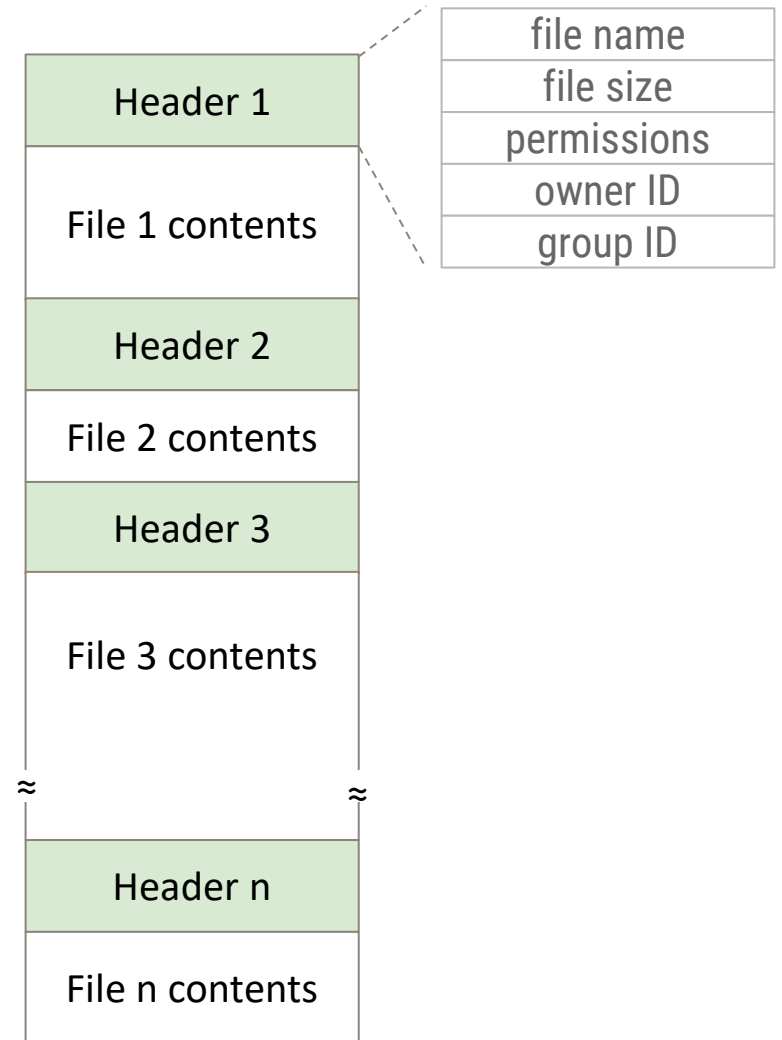 Header 1
file name
file size
permissions
owner ID
group ID
File 1 contents
Header 2
File 2 contents
Header 3
File 3 contents
≈ ≈
Header n
File n contents